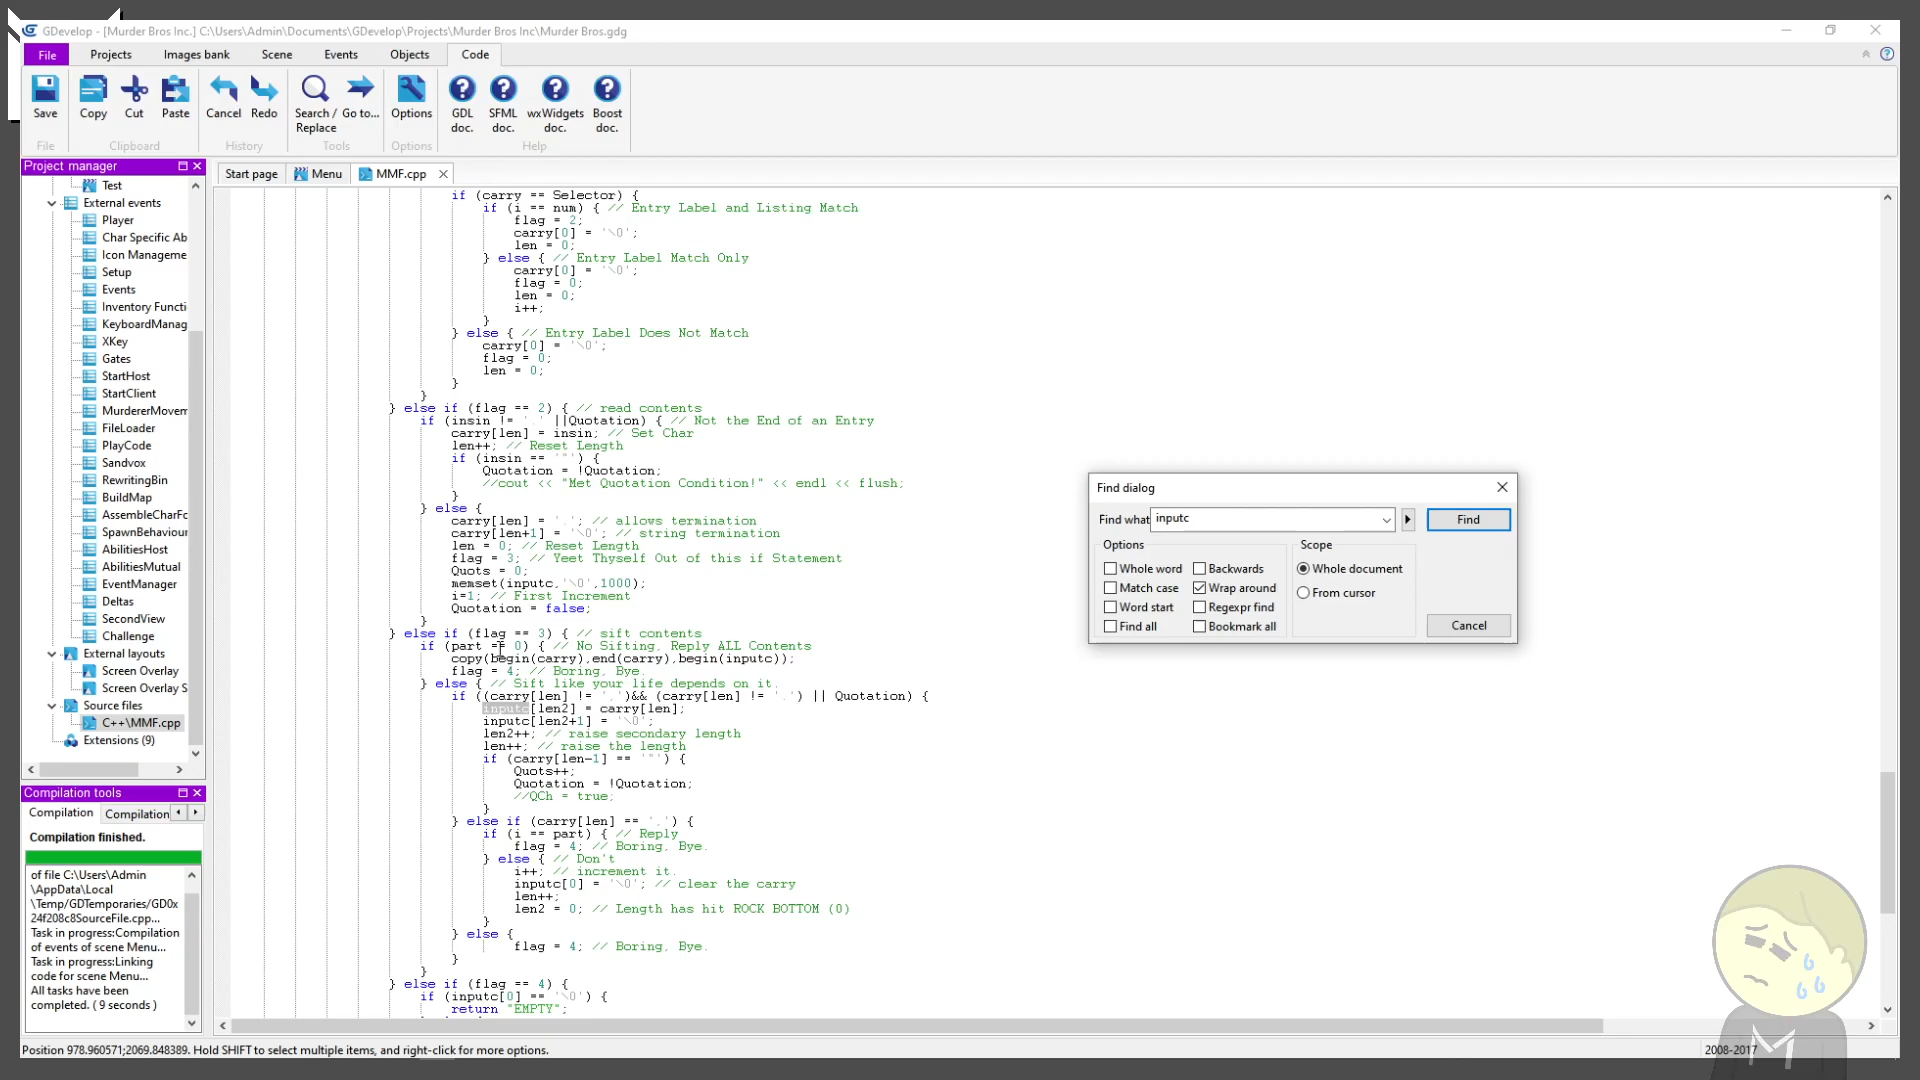 GDevelop - [Murder Bros Inc.] C:\Users\Admin\Documents\GDevelop\Projects\Murder Bros Inc\Murder Bros.gdg
File Projects Images bank Scene Events Objects Code
Save Copy Cut Paste Cancel Redo Search / Replace Go to... Options GDL doc. SFML doc. wxWidgets doc. Boost doc.
File Clipboard History Tools Options Help
Project manager
Start page Menu MMF.cpp
Test
External events
Player
Char Specific Ab
Icon Manageme
Setup
Events
Inventory Functi
KeyboardManag
XKey
Gates
StartHost
StartClient
MurdererMovem
FileLoader
PlayCode
Sandvox
RewritingBin
BuildMap
AssembleCharFc
SpawnBehaviour
AbilitiesHost
AbilitiesMutual
EventManager
Deltas
SecondView
Challenge
External layouts
Screen Overlay
Screen Overlay S
Source files
C++\MMF.cpp
Extensions (9)
Compilation tools
Compilation Compilation
Compilation finished.
of file C:\Users\Admin
\AppData\Local
\Temp/GDTemporaries/GD0x
24f208c8SourceFile.cpp...
Task in progress:Compilation
of events of scene Menu...
Task in progress:Linking
code for scene Menu...
All tasks have been
completed. ( 9 seconds )
if (carry == Selector) {
if (i == num) { // Entry Label and Listing Match
flag = 2;
carry[0] = '\0';
len = 0;
} else { // Entry Label Match Only
carry[0] = '\0';
flag = 0;
len = 0;
i++;
}
} else { // Entry Label Does Not Match
carry[0] = '\0';
flag = 0;
len = 0;
}
}
} else if (flag == 2) { // read contents
if (insin != '.' ||Quotation) { // Not the End of an Entry
carry[len] = insin; // Set Char
len++; // Reset Length
if (insin == '"') {
Quotation = !Quotation;
//cout << "Met Quotation Condition!" << endl << flush;
}
} else {
carry[len] = '.'; // allows termination
carry[len+1] = '\0'; // string termination
len = 0; // Reset Length
flag = 3; // Yeet Thyself Out of this if Statement
Quots = 0;
memset(inputc,'\0',1000);
i=1; // First Increment
Quotation = false;
}
} else if (flag == 3) { // sift contents
if (part == 0) { // No Sifting, Reply ALL Contents
copy(begin(carry),end(carry),begin(inputc));
flag = 4; // Boring, Bye.
} else { // Sift like your life depends on it.
if ((carry[len] != ',')&& (carry[len] != '.') || Quotation) {
inputc[len2] = carry[len];
inputc[len2+1] = '\0';
len2++; // raise secondary length
len++; // raise the length
if (carry[len-1] == '"') {
Quots++;
Quotation = !Quotation;
//QCh = true;
}
} else if (carry[len] == ',') {
if (i == part) { // Reply
flag = 4; // Boring, Bye.
} else { // Don't
i++; // increment it.
inputc[0] = '\0'; // clear the carry
len++;
len2 = 0; // Length has hit ROCK BOTTOM (0)
}
} else {
flag = 4; // Boring, Bye.
}
}
} else if (flag == 4) {
if (inputc[0] == '\0') {
return "EMPTY";
Find dialog
Find what inputc Find
Options Scope
Whole word Backwards Whole document
Match case Wrap around From cursor
Word start Regexpr find
Find all Bookmark all Cancel
Position 978.960571;2069.848389. Hold SHIFT to select multiple items, and right-click for more options.
2008-2017